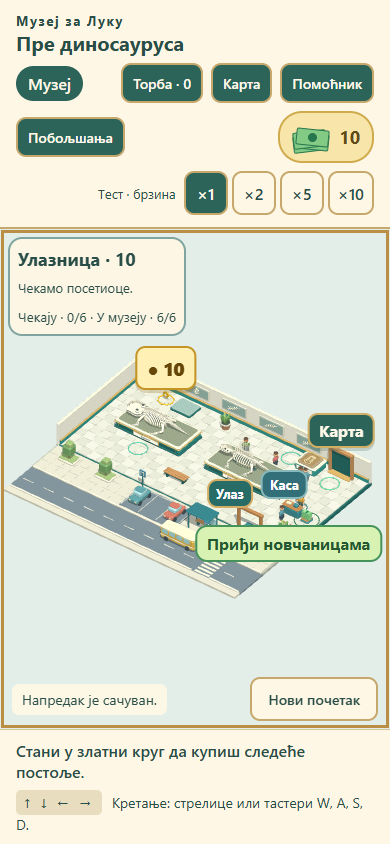 Музеј за Луку
Пре диносауруса
Музеј
Торба · 0
Карта
Помоћник
Побољшања
10
Тест · брзина
×1
×2
×5
×10
Улазница · 10
Чекамо посетиоце.
Чекају · 0/6 · У музеју · 6/6
● 10
Карта
Каса
Улаз
Приђи новчаницама
Напредак је сачуван.
Нови почетак
Стани у златни круг да купиш следеће
постоље.
↑ ↓ ← → Кретање: стрелице или тастери W, A, S,
D.